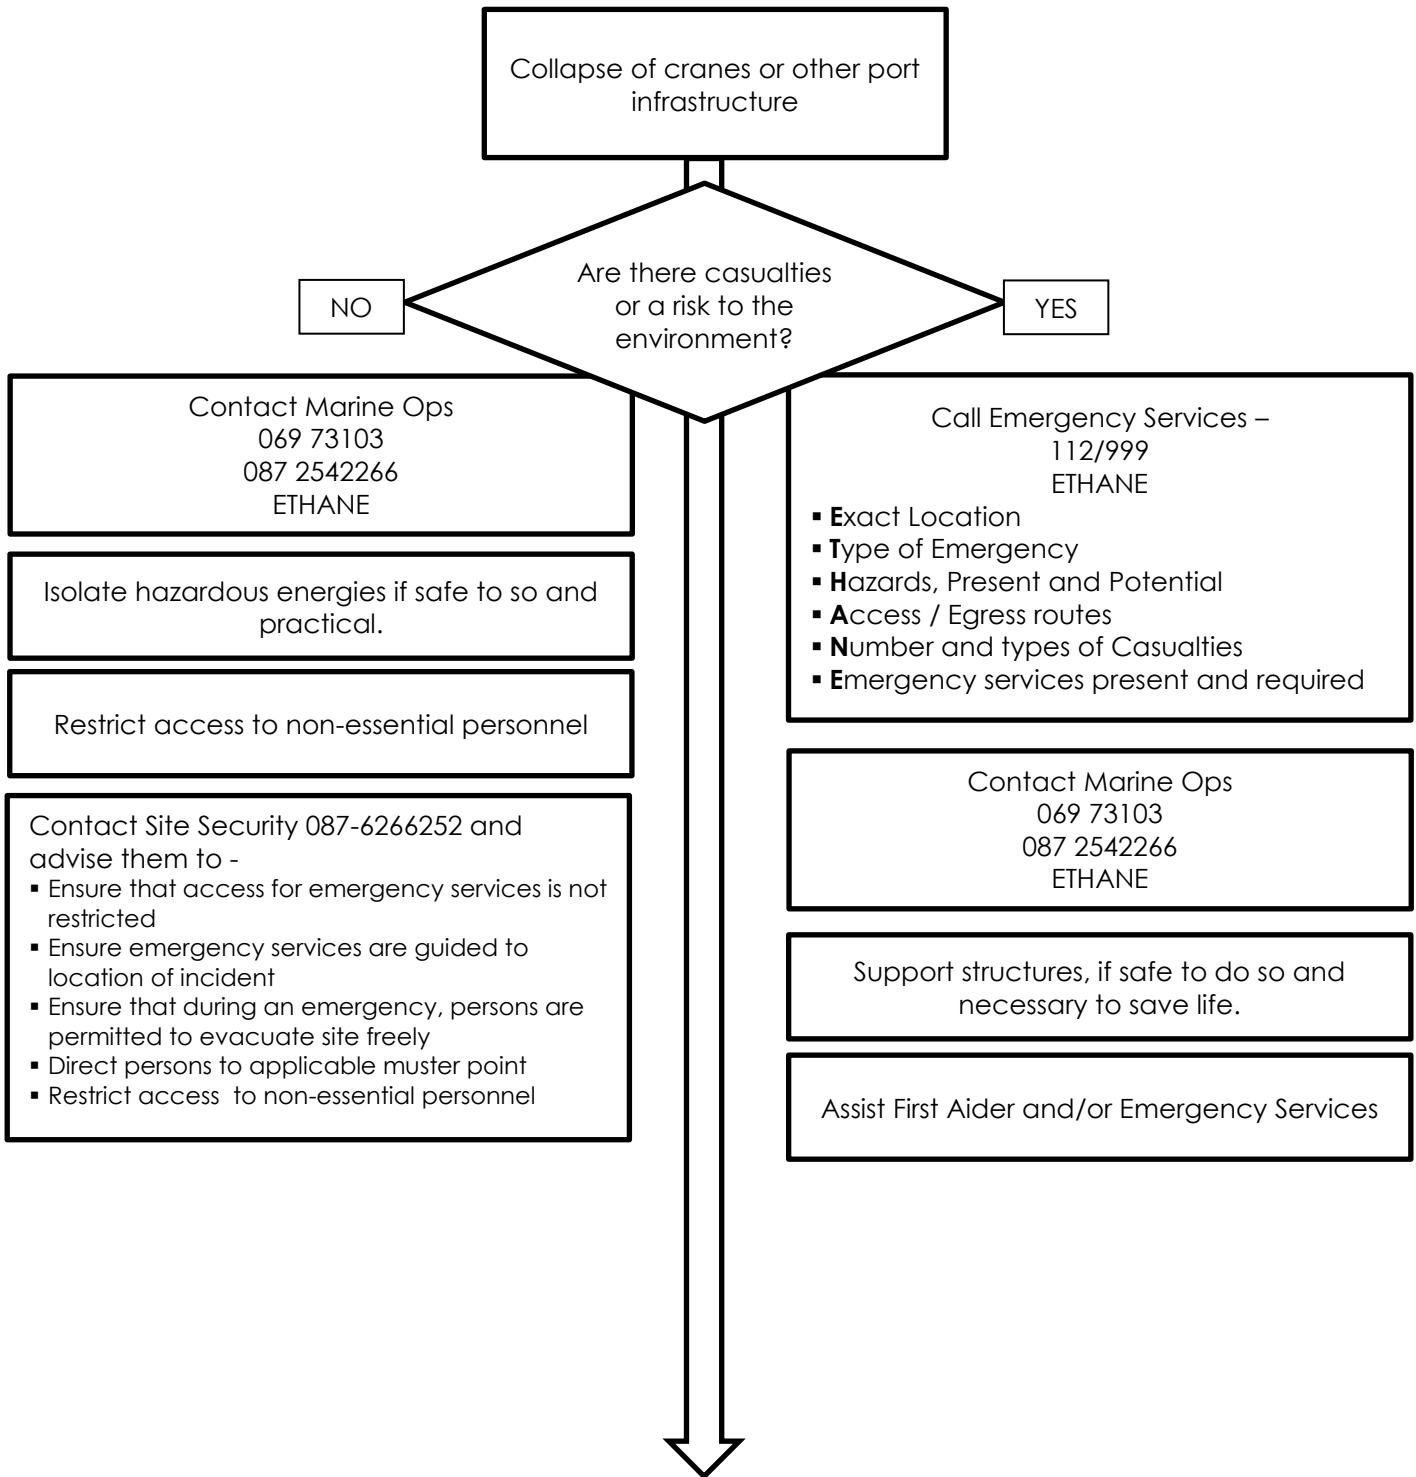 Collapse of cranes or other port
infrastructure
Are there casualties
or a risk to the
environment?
NO
YES
Contact Marine Ops
069 73103
087 2542266
ETHANE
Isolate hazardous energies if safe to so and
practical.
Restrict access to non-essential personnel
Contact Site Security 087-6266252 and
advise them to -
▪ Ensure that access for emergency services is not
restricted
▪ Ensure emergency services are guided to
location of incident
▪ Ensure that during an emergency, persons are
permitted to evacuate site freely
▪ Direct persons to applicable muster point
▪ Restrict access  to non-essential personnel
Call Emergency Services –
112/999
ETHANE
▪ Exact Location
▪ Type of Emergency
▪ Hazards, Present and Potential
▪ Access / Egress routes
▪ Number and types of Casualties
▪ Emergency services present and required
Contact Marine Ops
069 73103
087 2542266
ETHANE
Support structures, if safe to do so and
necessary to save life.
Assist First Aider and/or Emergency Services